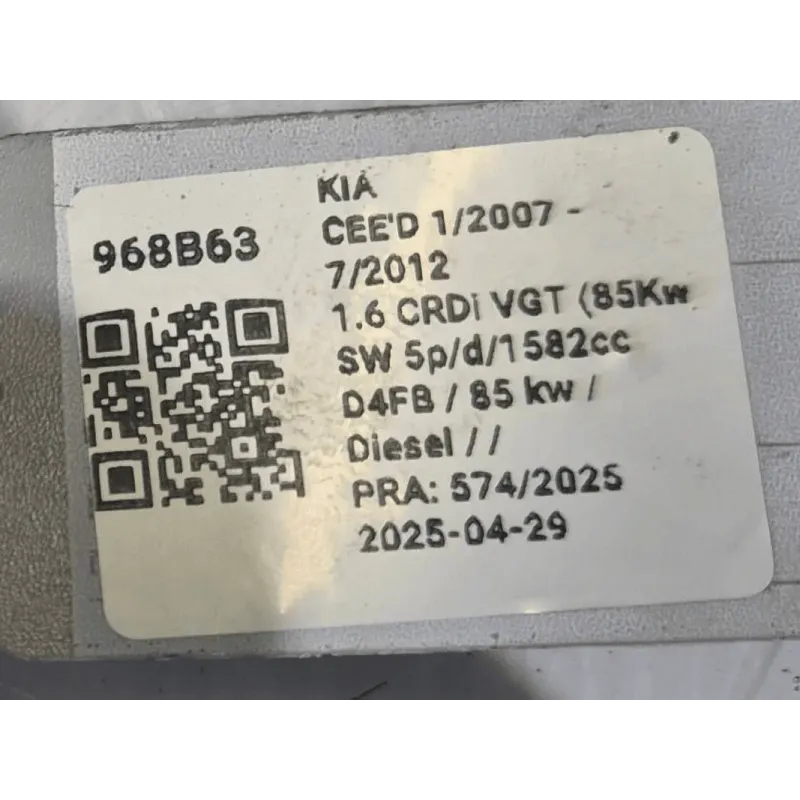 968B63
KIA
CEE'D 1/2007 -
7/2012
1.6 CRDi VGT (85Kw
SW 5p/d/1582cc
D4FB / 85 kw /
Diesel / /
PRA: 574/2025
2025-04-29